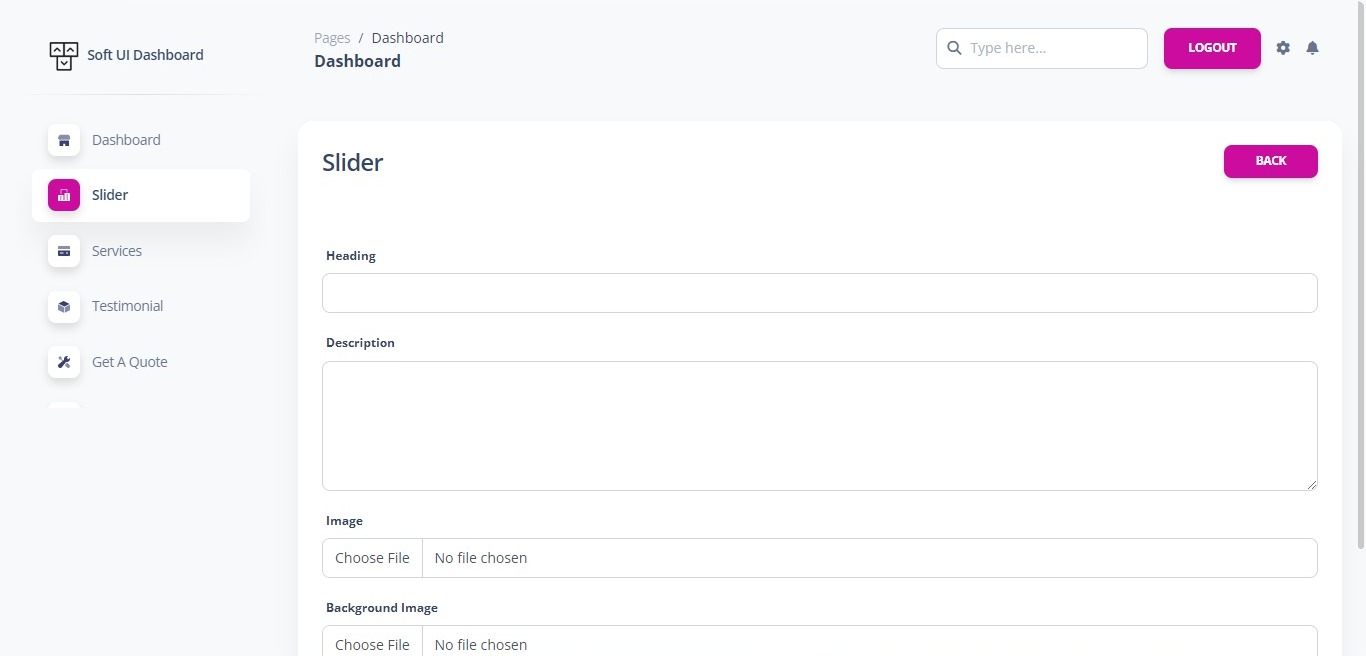 Soft UI Dashboard
Pages / Dashboard
Dashboard
Type here...
LOGOUT
Dashboard
Slider
Services
Testimonial
Get A Quote
Slider
BACK
Heading
Description
Image
Choose File No file chosen
Background Image
Choose File No file chosen